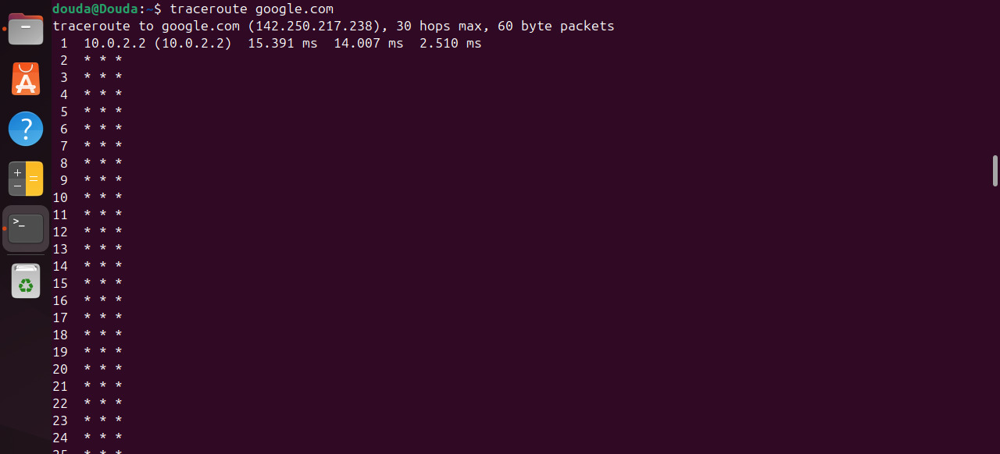 douda@Douda:~$ traceroute google.com
traceroute to google.com (142.250.217.238), 30 hops max, 60 byte packets
 1  10.0.2.2 (10.0.2.2)  15.391 ms  14.007 ms  2.510 ms
 2  * * *
 3  * * *
 4  * * *
 5  * * *
 6  * * *
 7  * * *
 8  * * *
 9  * * *
10  * * *
11  * * *
12  * * *
13  * * *
14  * * *
15  * * *
16  * * *
17  * * *
18  * * *
19  * * *
20  * * *
21  * * *
22  * * *
23  * * *
24  * * *
25  * * *